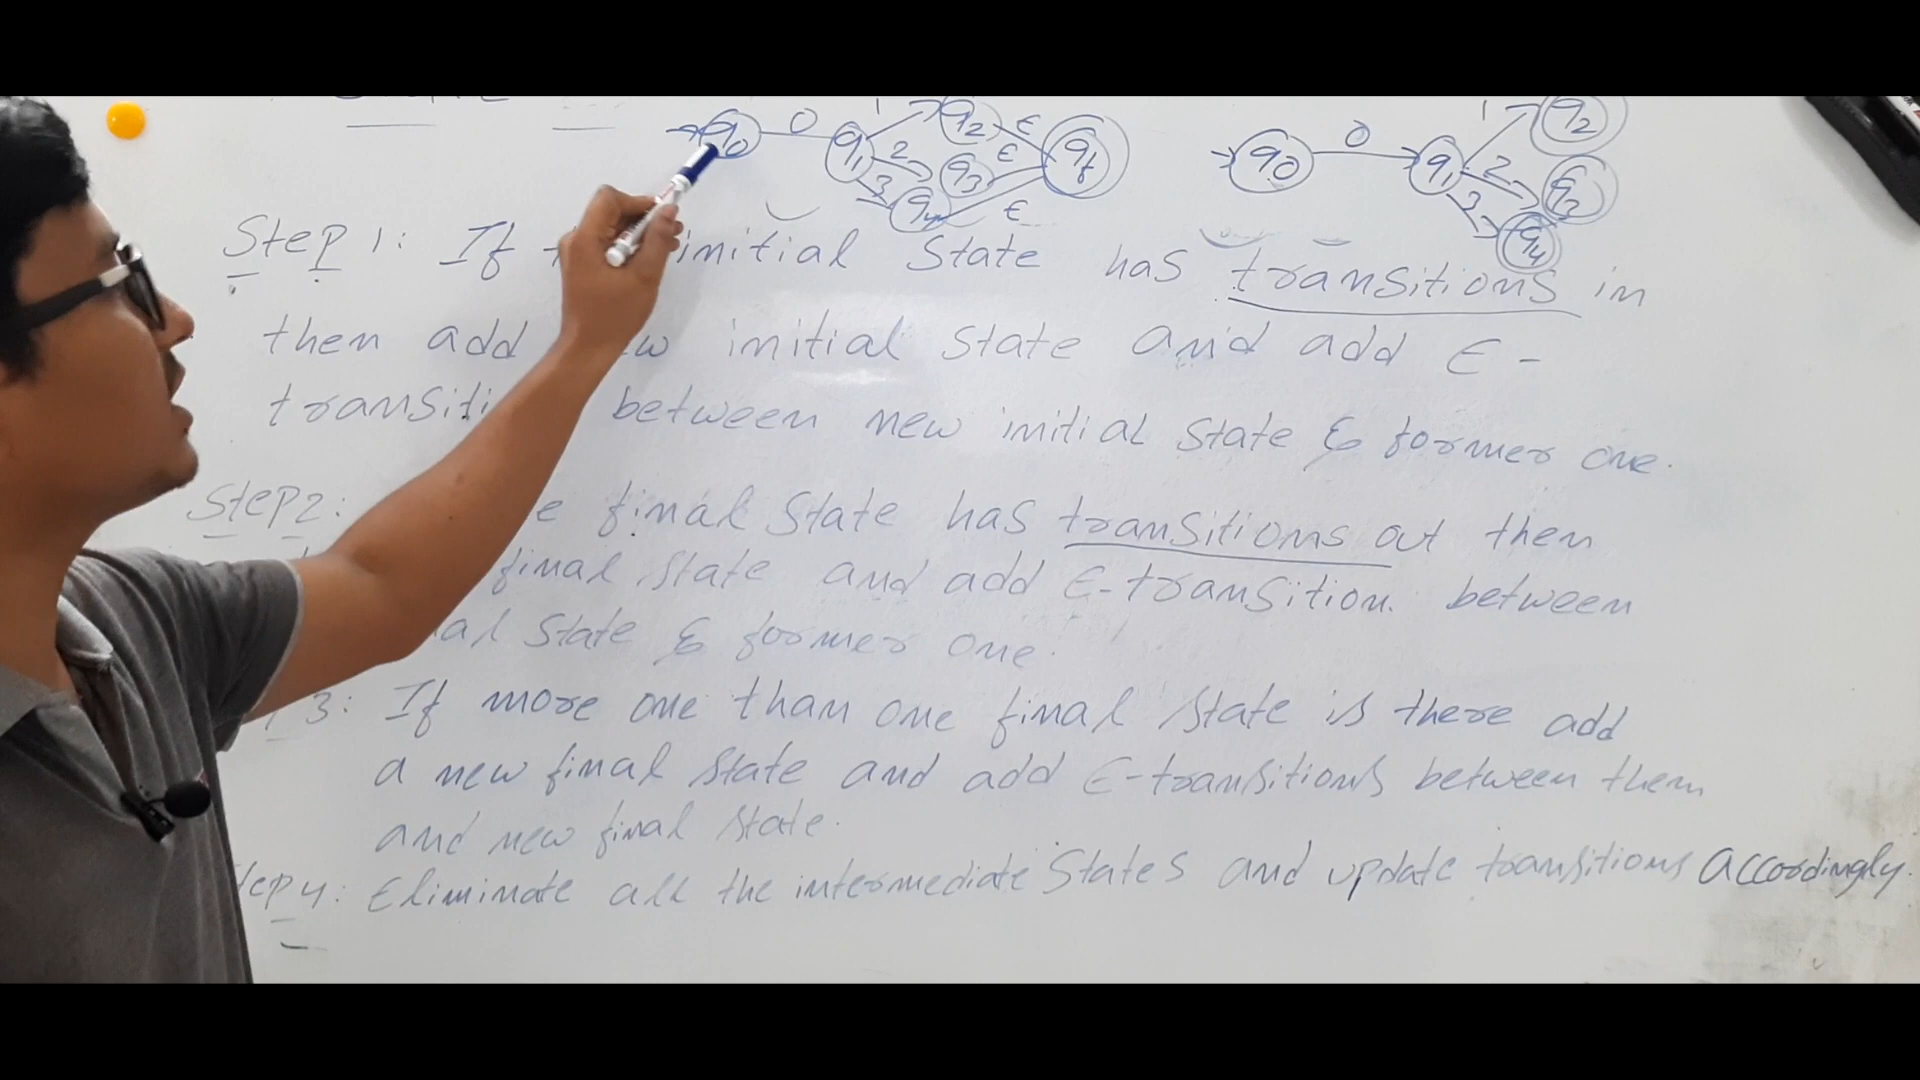 q0 0 q1 1 q2 ε 2 q3 ε 3 q4 ε qf
q0 0 q1 1 q2 2 q3 3 q4
Step 1: If initial State has transitions in
then add initial State and add ε-
transiti between new initial State & former one.
Step 2: final State has transitions out then
final State and add ε-transition. between
State & former one.
3: If more one than one final State is there add
a new final State and add ε-transitions between them
and new final State.
Step 4: Eliminate all the intermediate States and update transitions accordingly.